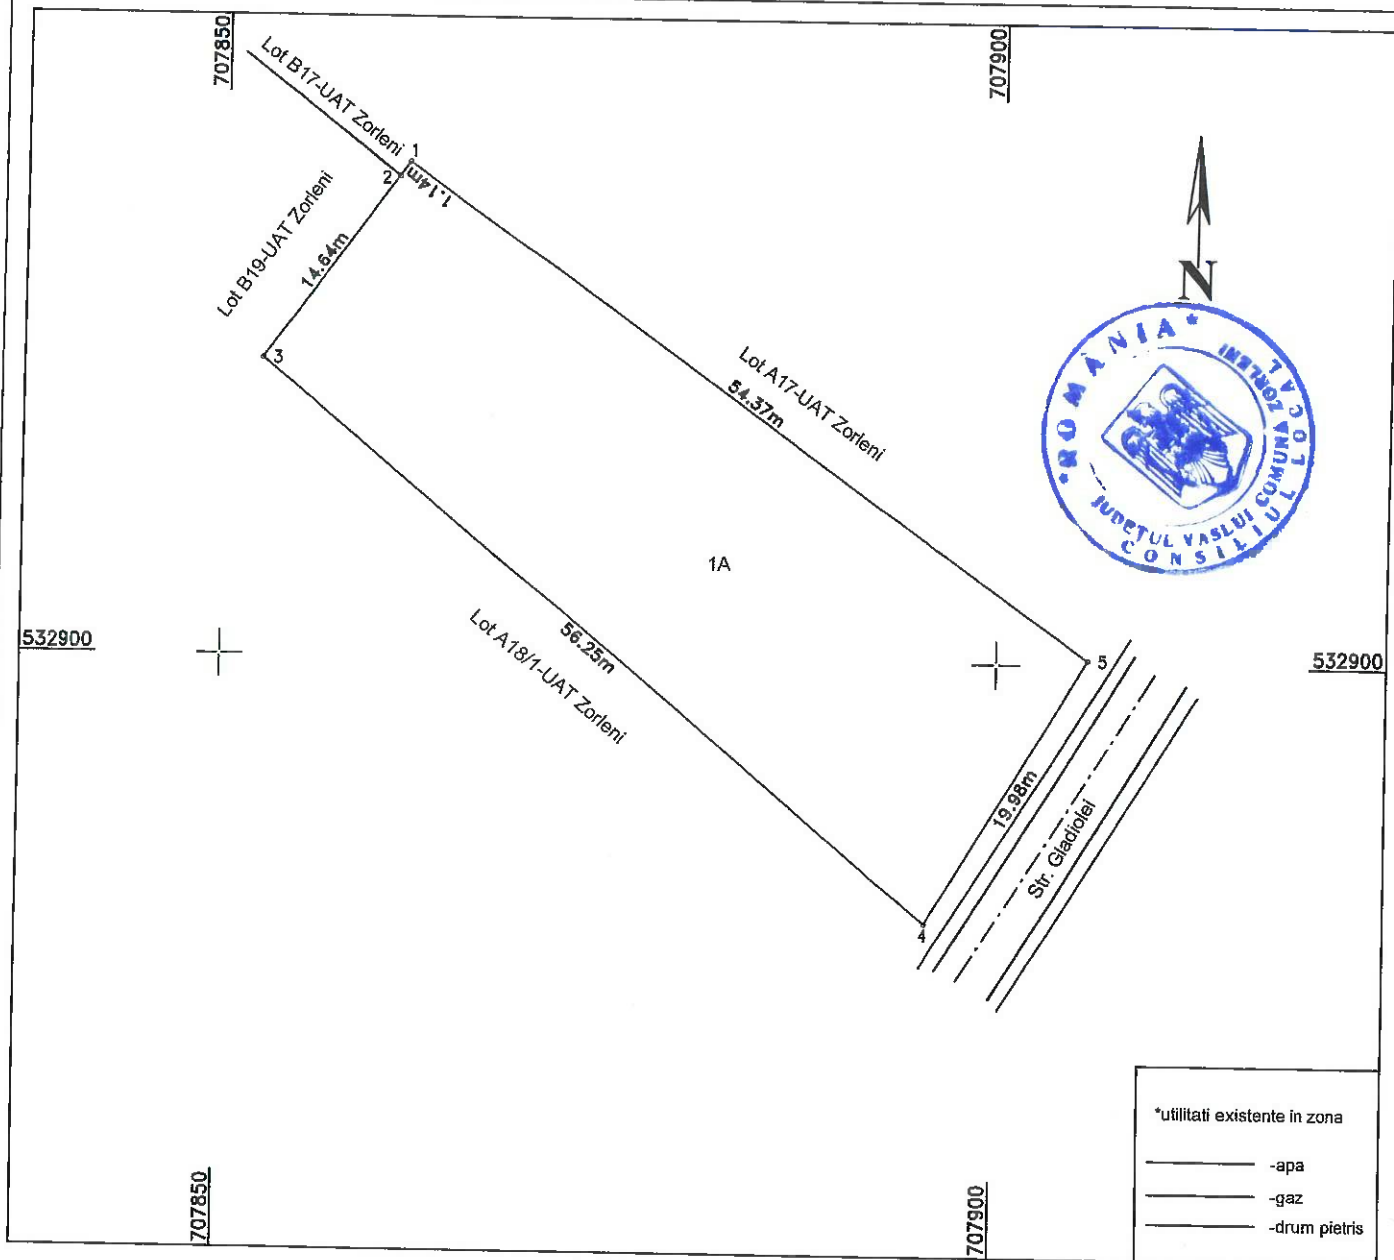 707850
707900
Lot B17-UAT Zorleni
1
2
1.14m
Lot B19-UAT Zorleni
14.64m
3
N
*ROMÂNIA*
CONSILIUL LOCAL
JUDEȚUL VASLUI COMUNA ZORLENI
Lot A17-UAT Zorleni
54.37m
1A
532900
56.25m
Lot A18/1-UAT Zorleni
5
532900
19.98m
Str. Gladiolei
4
*utilitati existente in zona
-apa
-gaz
-drum pietris
707850
707900